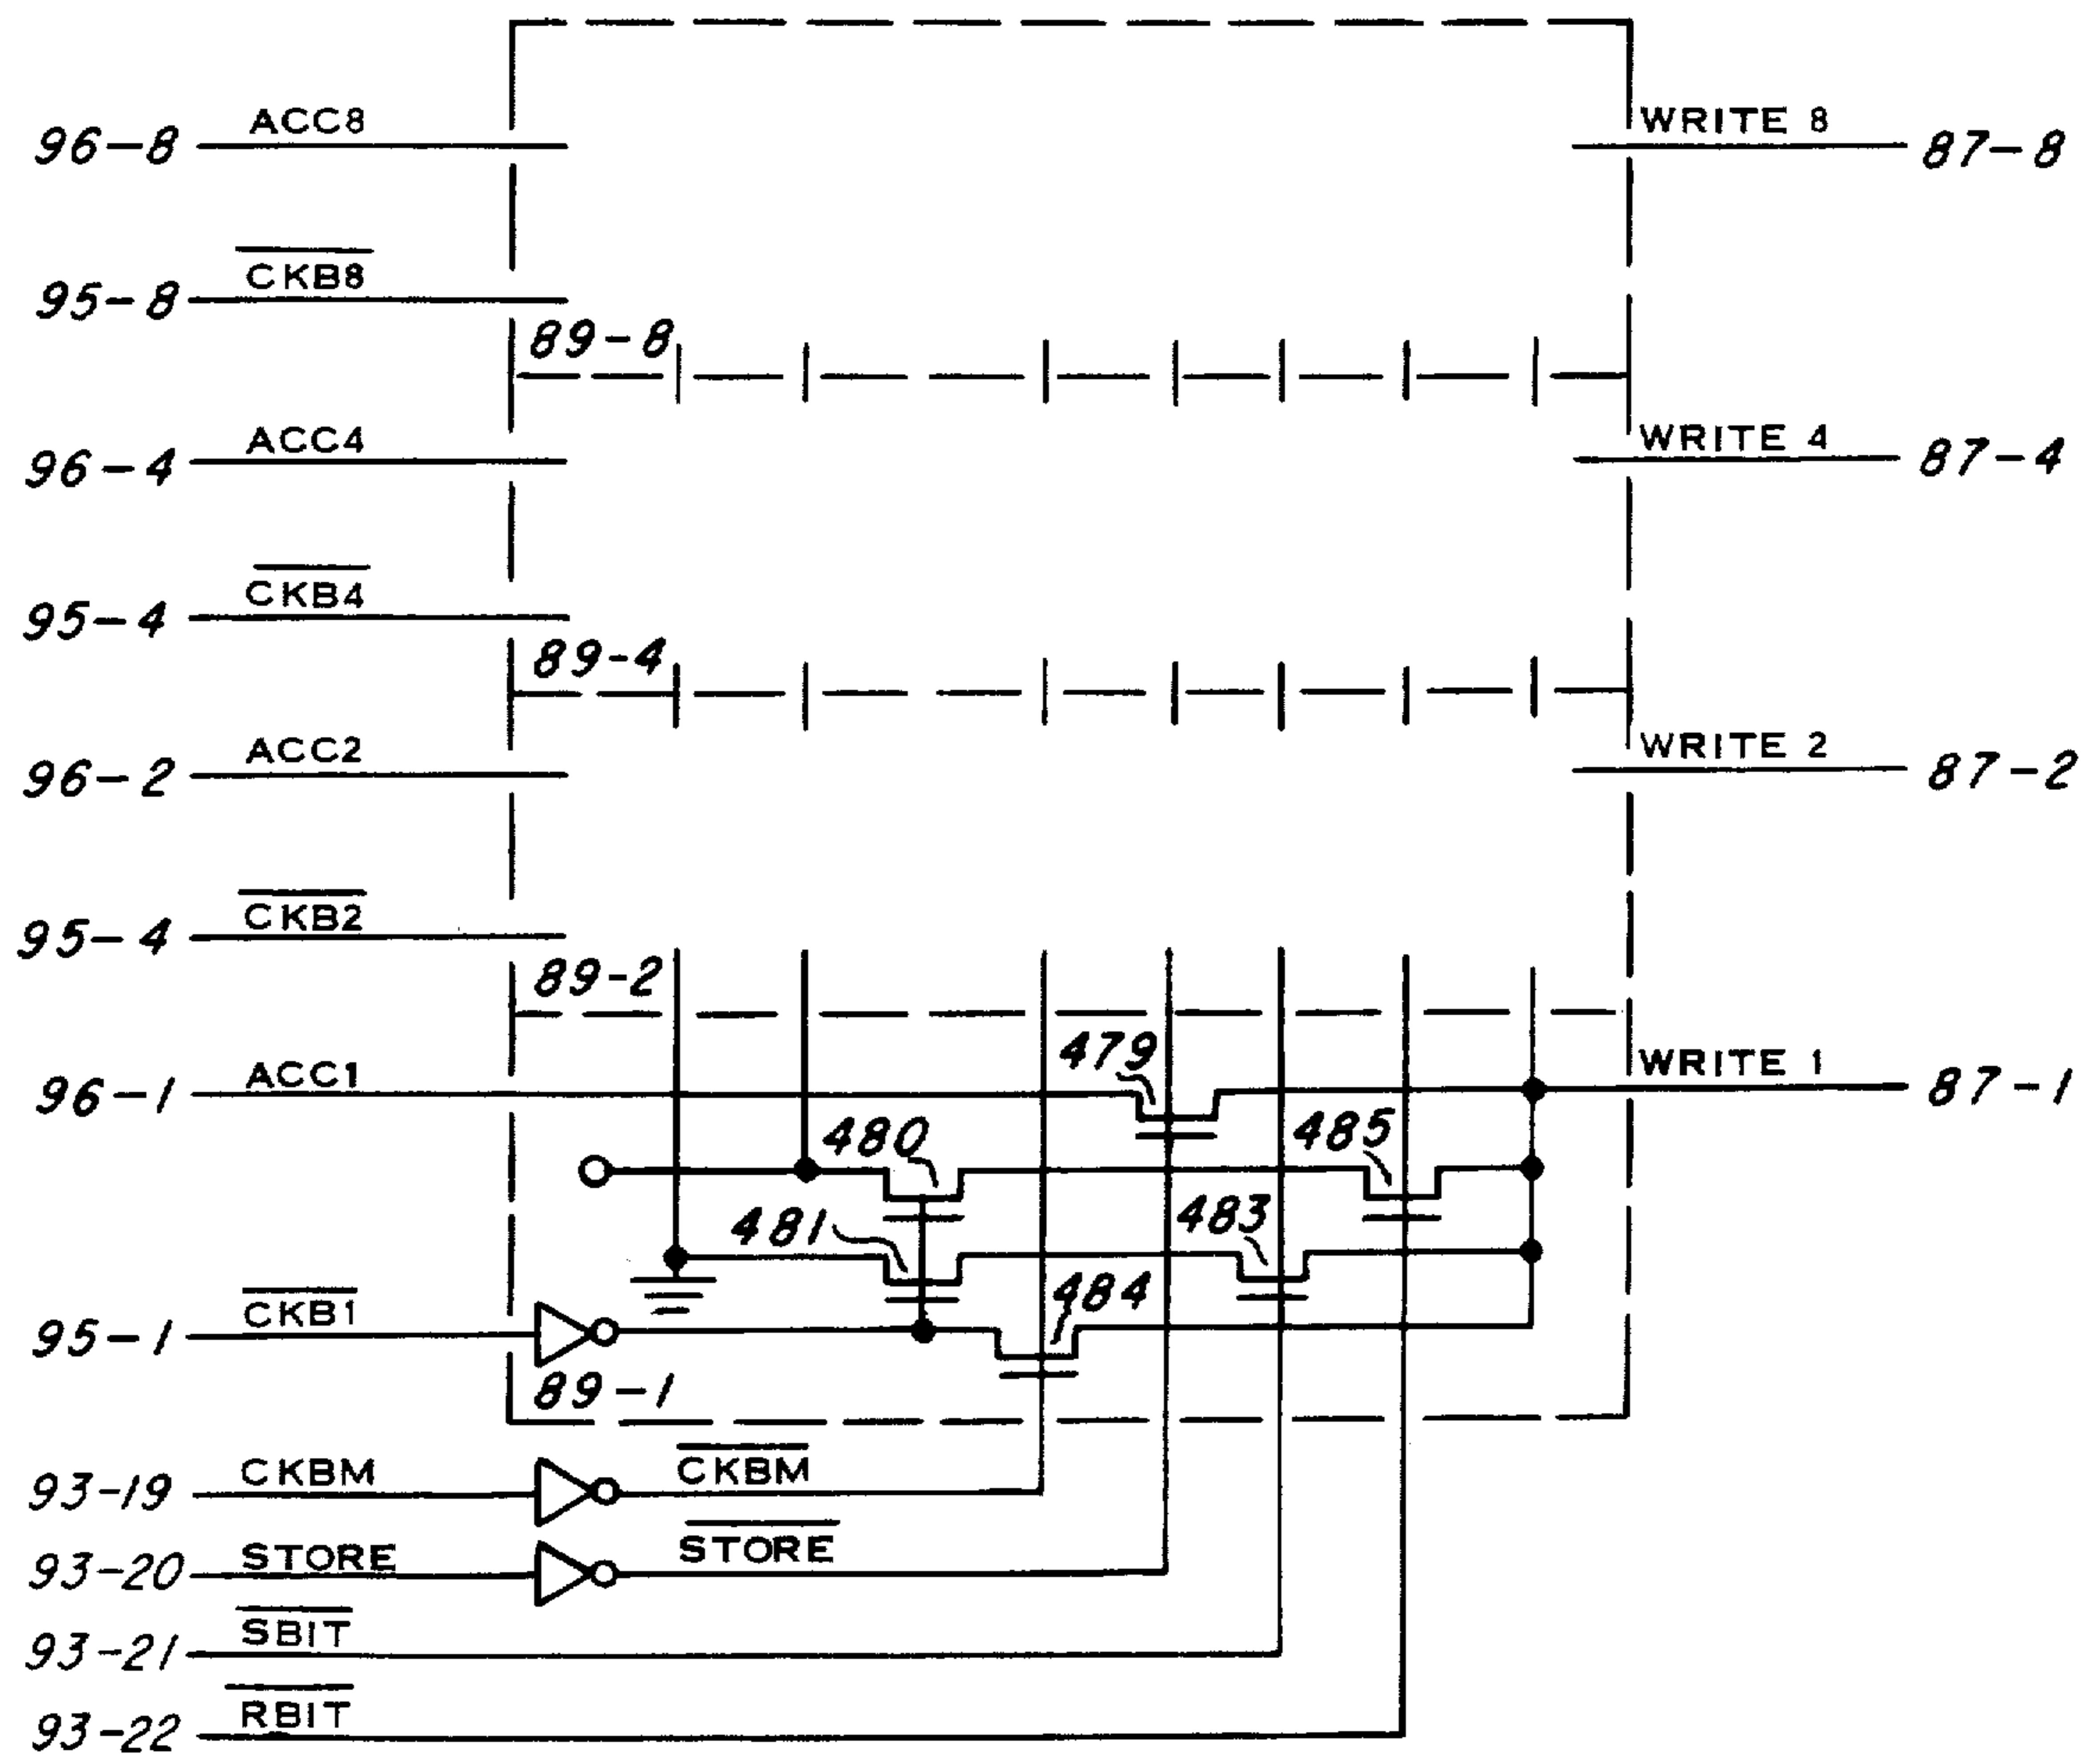 ACC8
WRITE 8
96-8
87-8
CKB8
95-8
89-8
ACC4
WRITE 4
96-4
87-4
CKB4
95-4
89-4
ACC2
WRITE 2
96-2
87-2
CKB2
95-4
89-2
479
ACC1
WRITE 1
96-1
87-1
480
485
481
483
484
CKB1
95-1
89-1
CKBM
CKBM
93-19
STORE
STORE
93-20
SBIT
93-21
RBIT
93-22